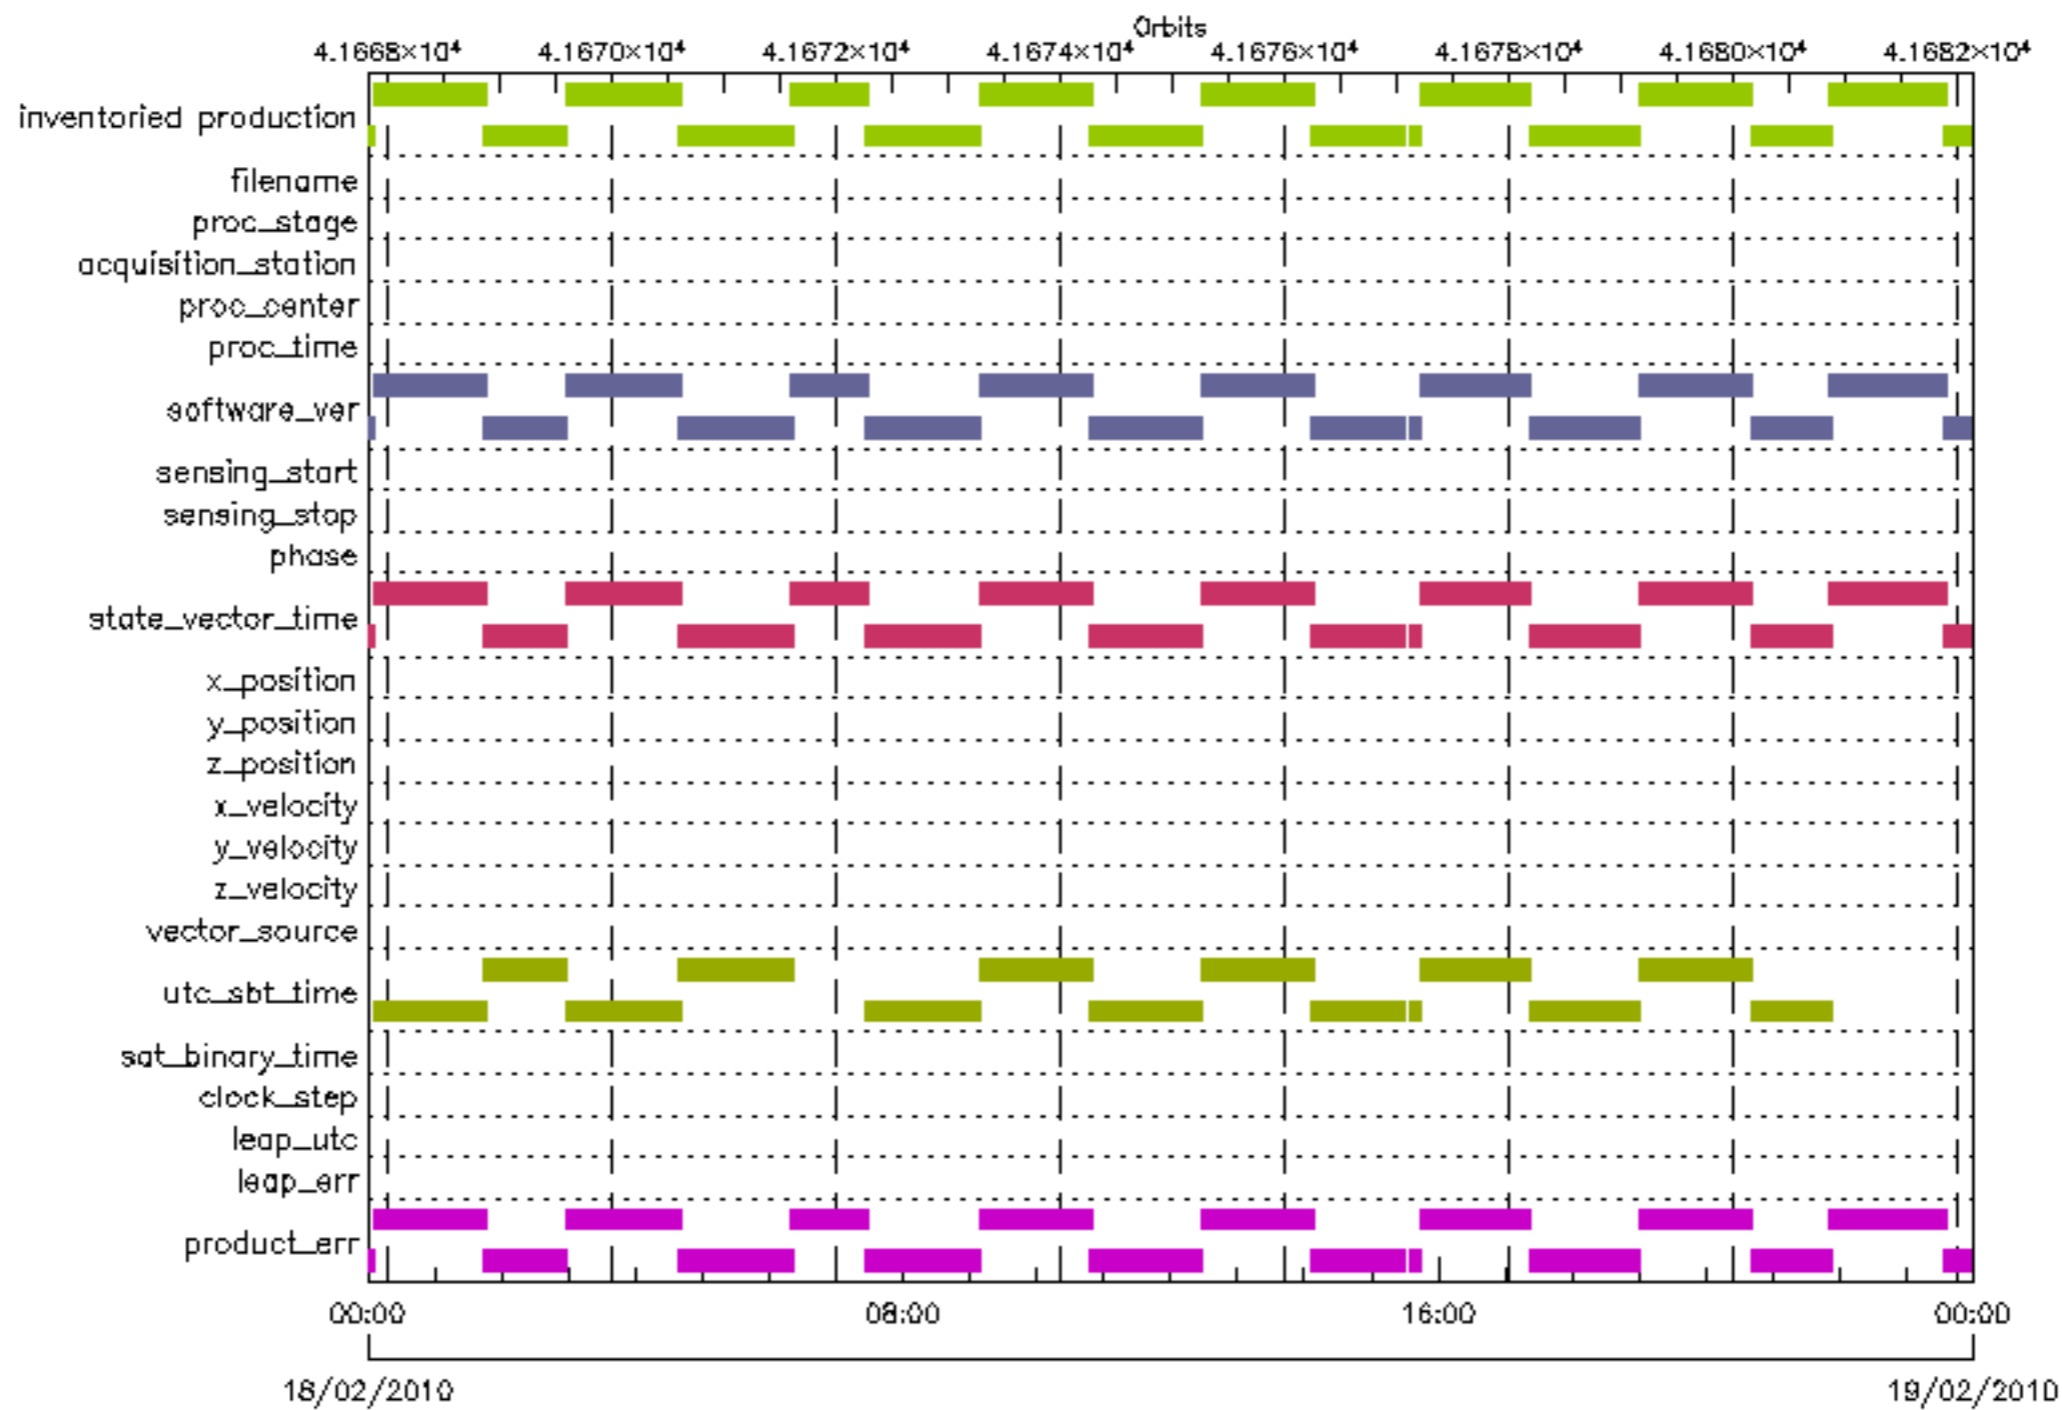 Orbits
4.1668×10⁴ 4.1670×10⁴ 4.1672×10⁴ 4.1674×10⁴ 4.1676×10⁴ 4.1678×10⁴ 4.1680×10⁴ 4.1682×10⁴
inventoried production
filename
proc_stage
acquisition_station
proc_center
proc_time
software_ver
sensing_start
sensing_stop
phase
state_vector_time
x_position
y_position
z_position
x_velocity
y_velocity
z_velocity
vector_source
utc_sbt_time
sat_binary_time
clock_step
leap_utc
leap_err
product_err
00:00 08:00 16:00 00:00
18/02/2010 19/02/2010